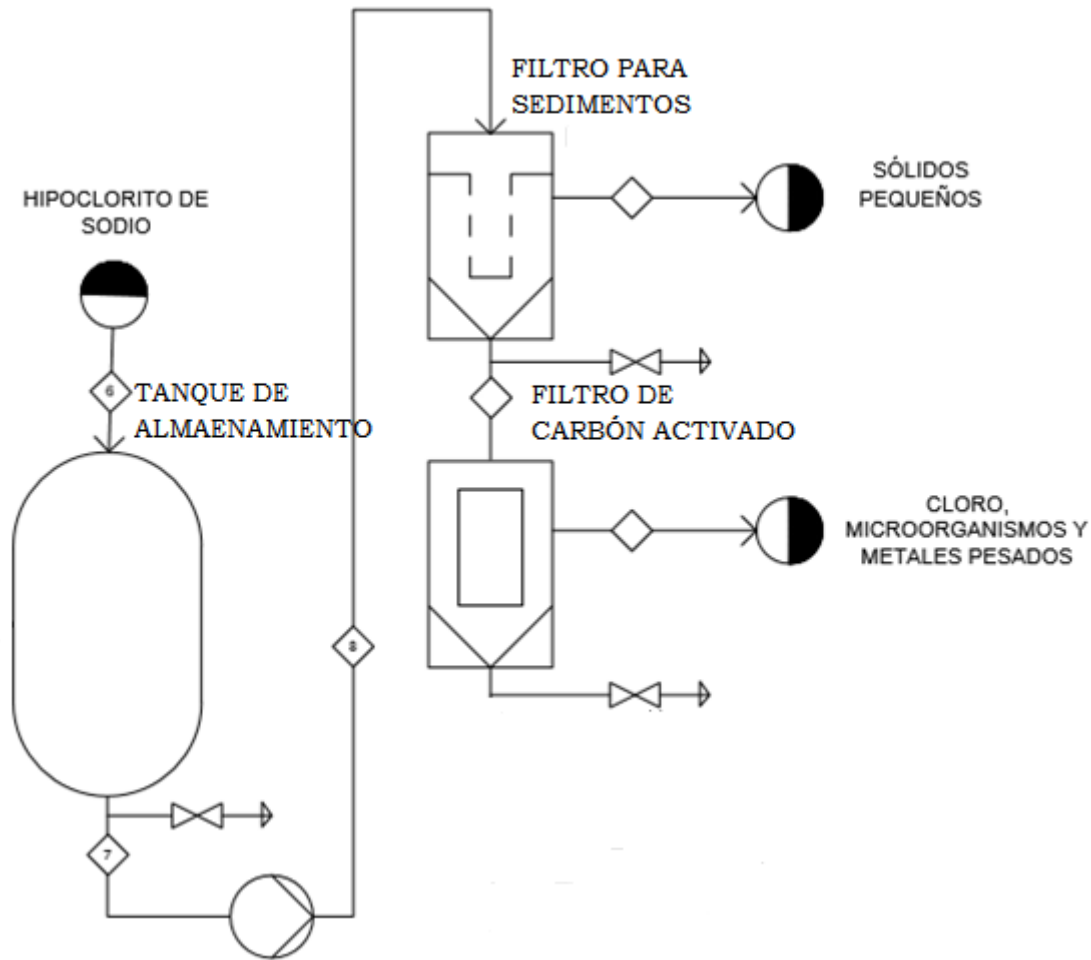 FILTRO PARA
SEDIMENTOS
SÓLIDOS
PEQUEÑOS
HIPOCLORITO DE
SODIO
6
TANQUE DE
ALMAENAMIENTO
FILTRO DE
CARBÓN ACTIVADO
CLORO,
MICROORGANISMOS Y
METALES PESADOS
8
7